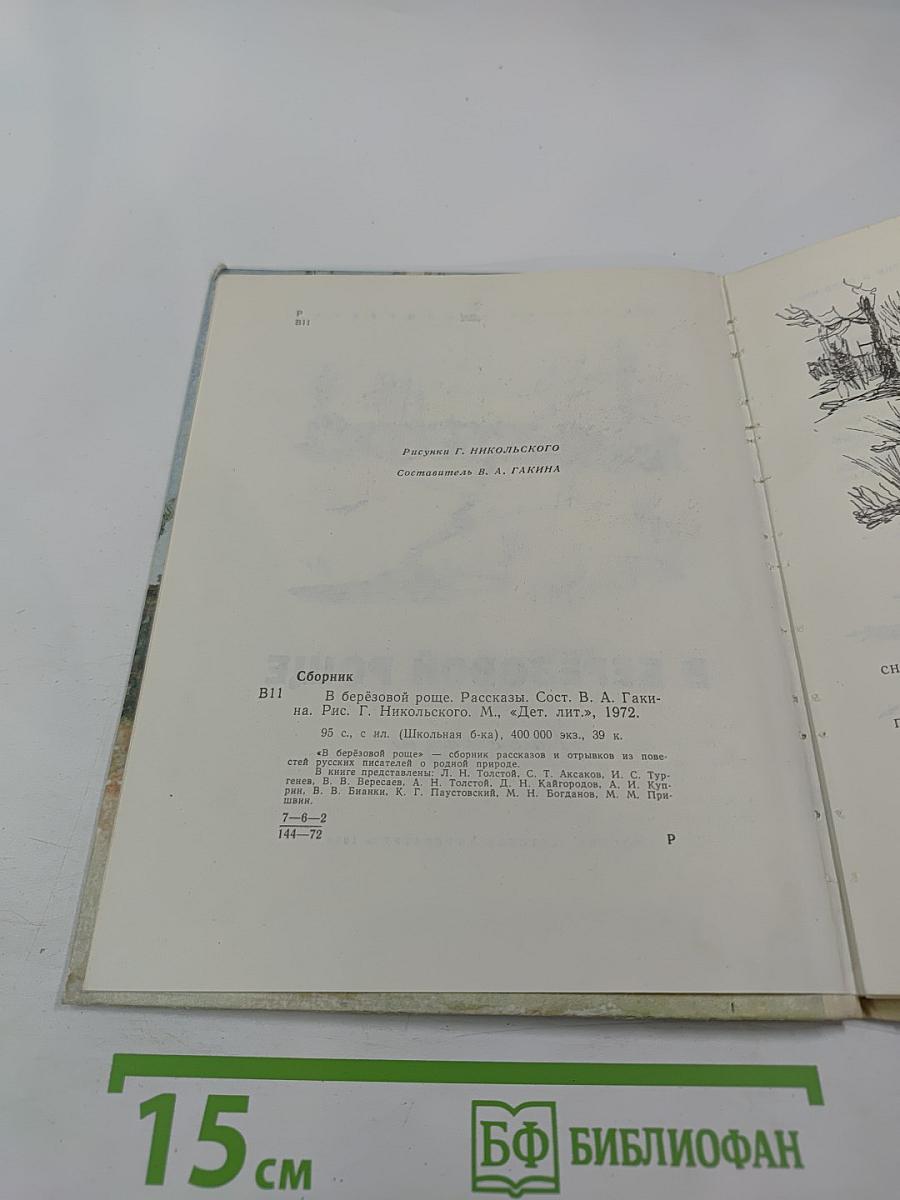 Р
В11
Рисунки Г. НИКОЛЬСКОГО
Составитель В. А. ГАКИНА
Сборник
В11 В берёзовой роще. Рассказы. Сост. В. А. Гаки-
на. Рис. Г. Никольского. М., «Дет. лит.», 1972.
95 с., с ил. (Школьная б-ка), 400 000 экз., 39 к.
«В берёзовой роще» — сборник рассказов и отрывков из пове-
стей русских писателей о родной природе.
В книге представлены: Л. Н. Толстой, С. Т. Аксаков, И. С. Тур-
генев, В. В. Вересаев, А. Н. Толстой, Д. Н. Кайгородов, А. И. Куп-
рин, В. В. Бианки, К. Г. Паустовский, М. Н. Богданов, М. М. При-
швин.
7—6—2
144—72
Р
сн
15 см
БФ БИБЛИОФАН